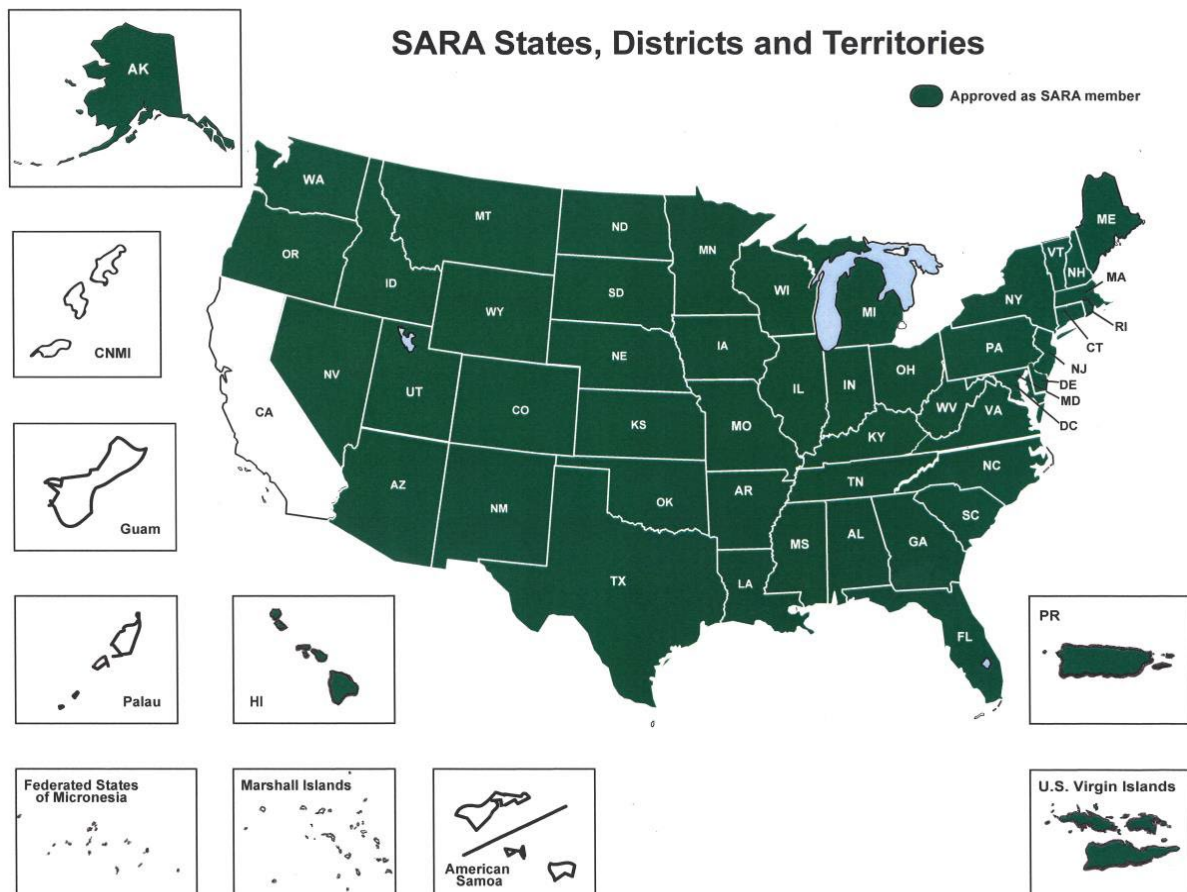 SARA States, Districts and Territories
Approved as SARA member
AK
WA
MT
ND
MN
ME
OR
ID
SD
WI
VT
NH
MA
WY
MI
NY
RI
CNMI
NE
IA
PA
CT
NV
UT
CO
IL
IN
OH
NJ
DE
MD
DC
CA
KS
MO
WV
VA
KY
NC
AZ
NM
OK
AR
TN
SC
Guam
MS
AL
GA
TX
LA
FL
Palau
HI
PR
Federated States
of Micronesia
Marshall Islands
American
Samoa
U.S. Virgin Islands